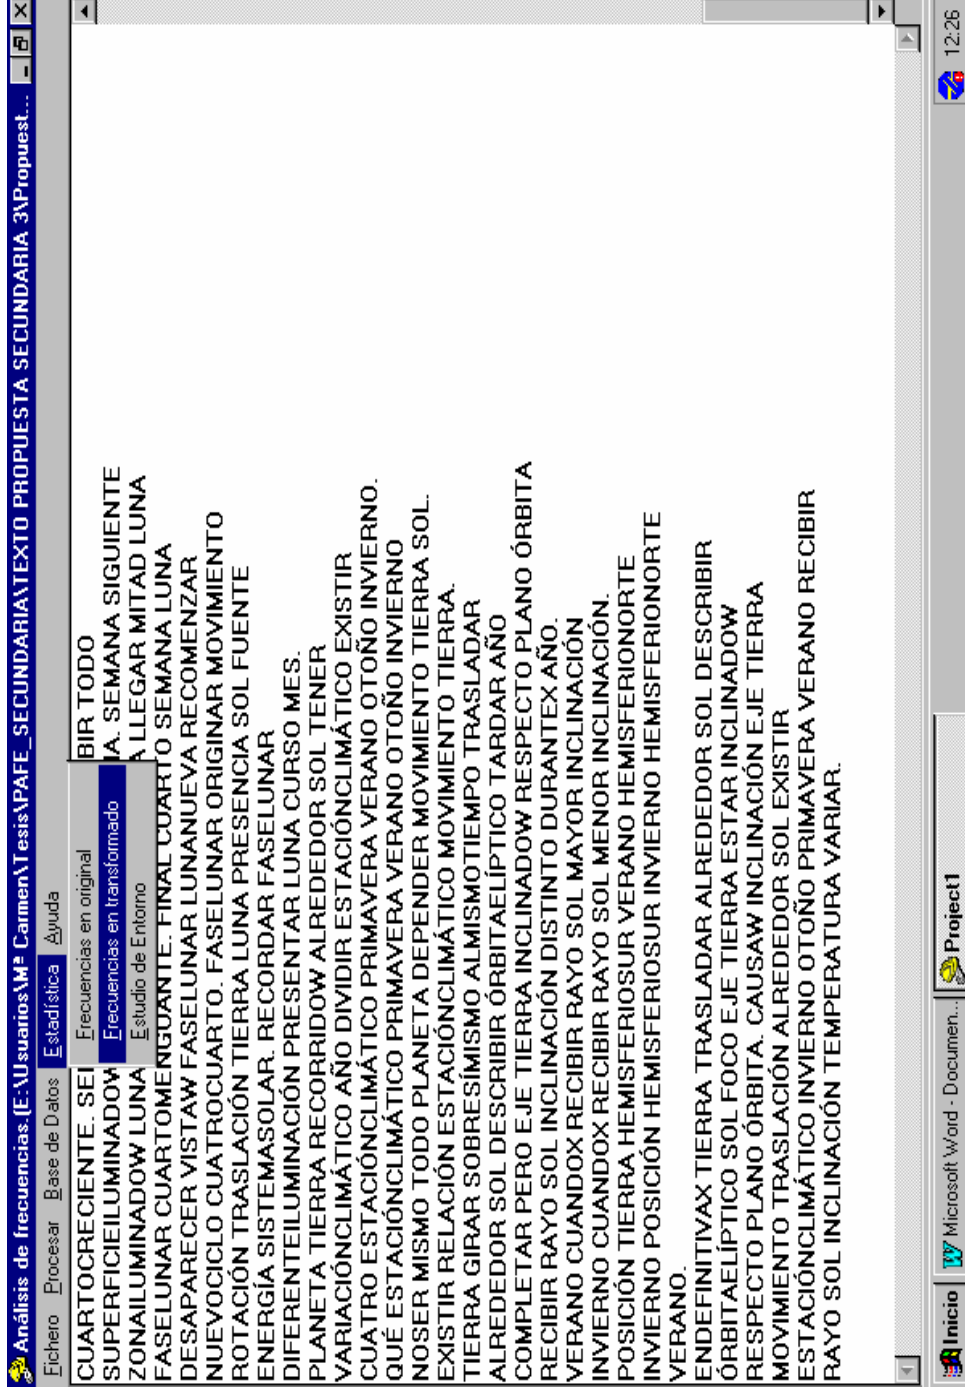 Análisis de frecuencias.(E:\Usuarios\Mª Carmen\Tesis\PAFE_SECUNDARIA\TEXTO PROPUESTA SECUNDARIA 3\Propuest...
Fichero Procesar Base de Datos Estadística Ayuda
Frecuencias en original
Frecuencias en transformado
Estudio de Entorno
CUARTOCRECIENTE. SE BIR TODO
SUPERFICIEILUMINADOW A. SEMANA SIGUIENTE
ZONAILUMINADOW LUNA A LLEGAR MITAD LUNA
FASELUNAR CUARTOMENGUANTE. FINAL CUARTO SEMANA LUNA
DESAPARECER VISTAW FASELUNAR LUNANUEVA RECOMENZAR
NUEVOCICLO CUATROCUARTO. FASELUNAR ORIGINAR MOVIMIENTO
ROTACIÓN TRASLACIÓN TIERRA LUNA PRESENCIA SOL FUENTE
ENERGÍA SISTEMASOLAR. RECORDAR FASELUNAR
DIFERENTEILUMINACIÓN PRESENTAR LUNA CURSO MES.
PLANETA TIERRA RECORRIDOW ALREDEDOR SOL TENER
VARIACIÓNCLIMÁTICO AÑO DIVIDIR ESTACIÓNCLIMÁTICO EXISTIR
CUATRO ESTACIÓNCLIMÁTICO PRIMAVERA VERANO OTOÑO INVIERNO.
QUÉ ESTACIÓNCLIMÁTICO PRIMAVERA VERANO OTOÑO INVIERNO
NOSER MISMO TODO PLANETA DEPENDER MOVIMIENTO TIERRA SOL.
EXISTIR RELACIÓN ESTACIÓNCLIMÁTICO MOVIMIENTO TIERRA.
TIERRA GIRAR SOBRESÍMISMO ALMISMOTIEMPO TRASLADAR
ALREDEDOR SOL DESCRIBIR ÓRBITAELÍPTICO TARDAR AÑO
COMPLETAR PERO EJE TIERRA INCLINADOW RESPECTO PLANO ÓRBITA
RECIBIR RAYO SOL INCLINACIÓN DISTINTO DURANTEX AÑO.
VERANO CUANDOX RECIBIR RAYO SOL MAYOR INCLINACIÓN
INVIERNO CUANDOX RECIBIR RAYO SOL MENOR INCLINACIÓN.
POSICIÓN TIERRA HEMISFERIOSUR VERANO HEMISFERIONORTE
INVIERNO POSICIÓN HEMISFERIOSUR INVIERNO HEMISFERIONORTE
VERANO.
ENDEFINITIVAX TIERRA TRASLADAR ALREDEDOR SOL DESCRIBIR
ÓRBITAELÍPTICO SOL FOCO EJE TIERRA ESTAR INCLINADOW
RESPECTO PLANO ÓRBITA. CAUSAW INCLINACIÓN EJE TIERRA
MOVIMIENTO TRASLACIÓN ALREDEDOR SOL EXISTIR
ESTACIÓNCLIMÁTICO INVIERNO OTOÑO PRIMAVERA VERANO RECIBIR
RAYO SOL INCLINACIÓN TEMPERATURA VARIAR.
Inicio Microsoft Word - Documen... Project1 12:26